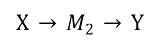 X → M₂ → Y